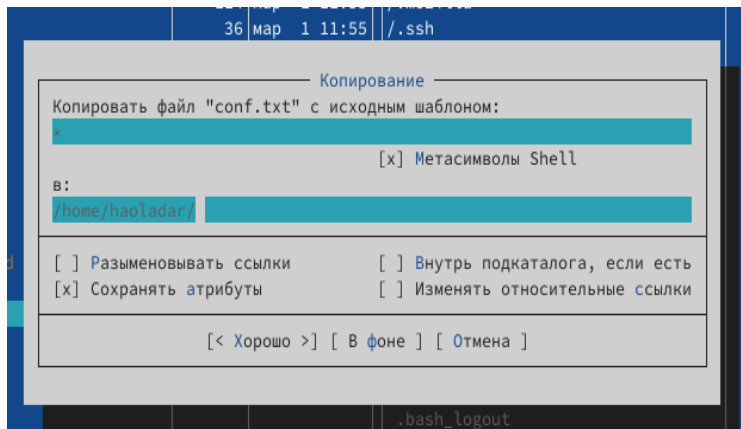 36 мар 1 11:55 /.ssh
Копирование
Копировать файл "conf.txt" с исходным шаблоном:
*
[x] Метасимволы Shell
в:
/home/haoladar/
[ ] Разыменовывать ссылки [ ] Внутрь подкаталога, если есть
[x] Сохранять атрибуты [ ] Изменять относительные ссылки
[< Хорошо >] [ В фоне ] [ Отмена ]
.bash_logout